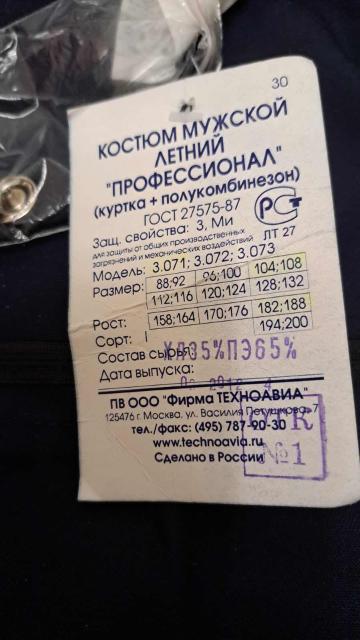 30
КОСТЮМ МУЖСКОЙ
ЛЕТНИЙ
"ПРОФЕССИОНАЛ"
(куртка + полукомбинезон)
ГОСТ 27575-87
РСТ
Защ. свойства: З, Ми
для защиты от общих производственных
загрязнений и механических воздействий
ЛТ 27
Модель: 3.071; 3.072; 3.073
Размер: 88;92 96;100 104;108
112;116 120;124 128;132
Рост: 158;164 170;176 182;188
194;200
Сорт: I
Состав сырья: ХЛ35%ПЭ65%
Дата выпуска:
2012 4
ПВ ООО "Фирма ТЕХНОАВИА"
125476 г. Москва, ул. Василия Петушкова, 7
тел./факс: (495) 787-90-30
www.technoavia.ru
Сделано в России
К
№1